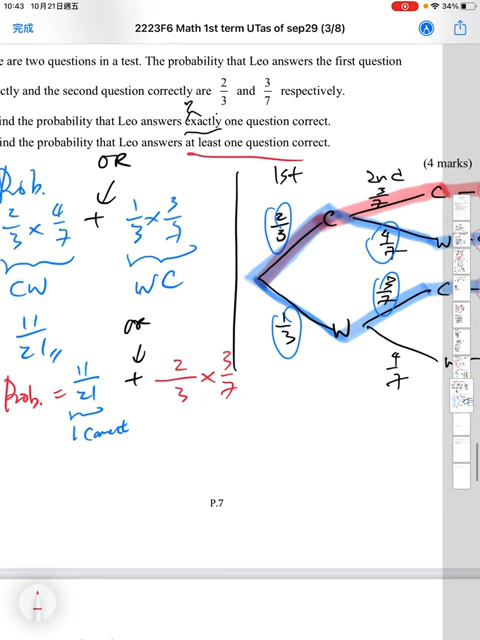 10:43 10月21日週五
34%
完成
2223F6 Math 1st term UTas of sep29 (3/8)
e are two questions in a test. The probability that Leo answers the first question
ctly and the second question correctly are 2/3 and 3/7 respectively.
ind the probability that Leo answers exactly one question correct.
ind the probability that Leo answers at least one question correct.
(4 marks)
OR
1st 2nd
Prob.
2/3 × 4/7 + 1/3 × 3/7
CW WC
11/21
2/3 C 3/7 C
4/7 W
1/3 W 3/7 C
4/7 W
OR
Prob. = 11/21 + 2/3 × 3/7
1 correct
P.7